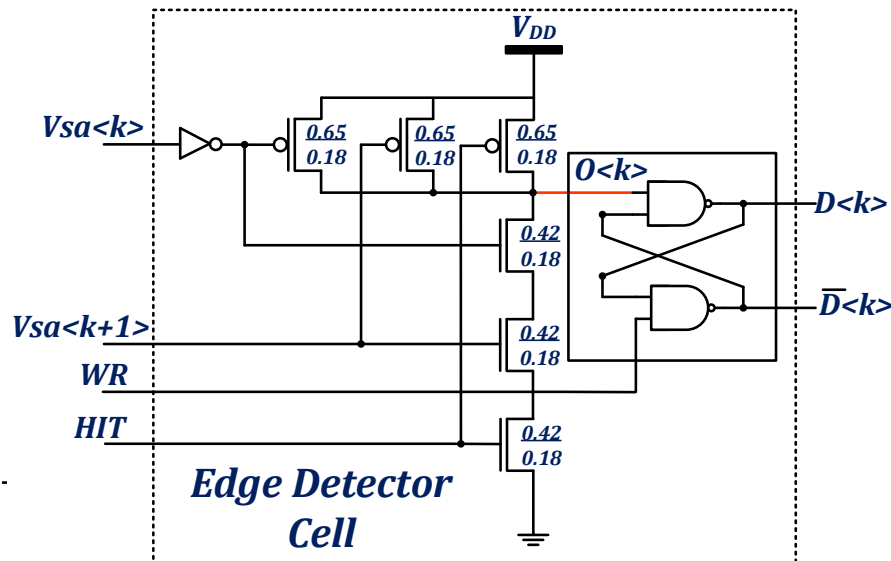 V_DD
Vsa<k>
0.65
0.18
0.65
0.18
0.65
0.18
O<k>
D<k>
0.42
0.18
D̅<k>
Vsa<k+1>
0.42
0.18
WR
HIT
0.42
0.18
Edge Detector
Cell